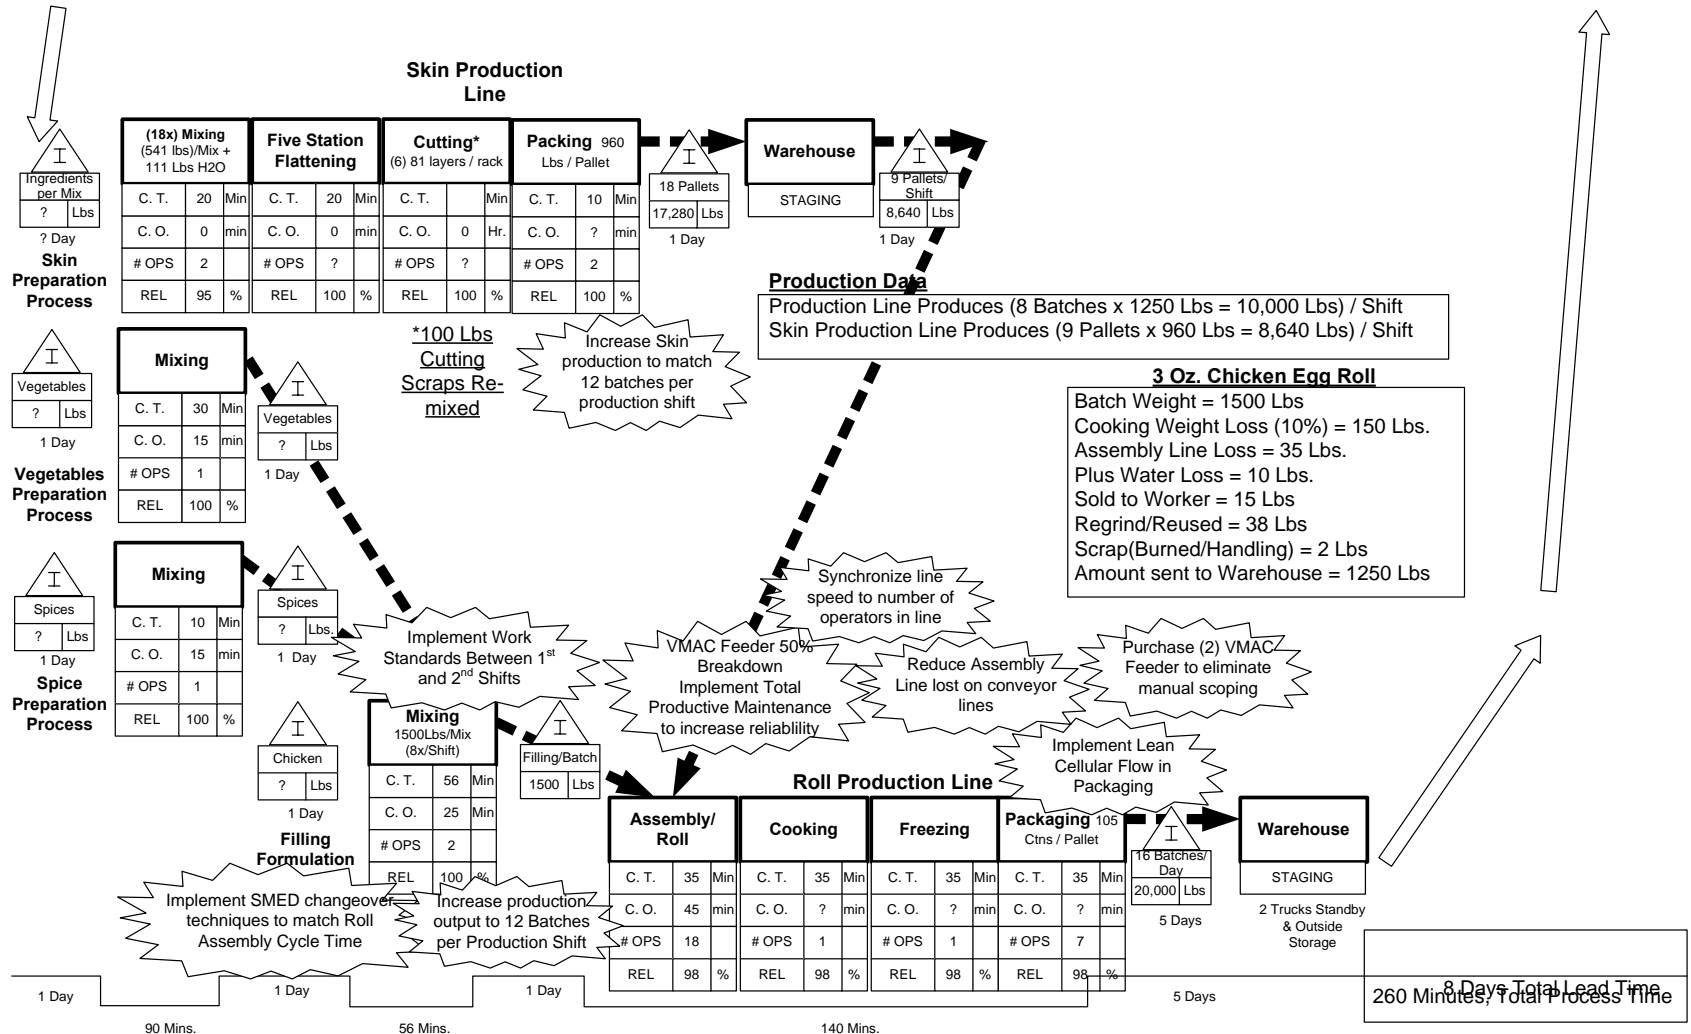 Skin Production
Line
I
Ingredients
per Mix
? Lbs
? Day
Skin
Preparation
Process
(18x) Mixing
(541 lbs)/Mix +
111 Lbs H2O
C. T. 20 Min
C. O. 0 min
# OPS 2
REL 95 %
Five Station
Flattening
C. T. 20 Min
C. O. 0 min
# OPS ?
REL 100 %
Cutting*
(6) 81 layers / rack
C. T. Min
C. O. 0 Hr.
# OPS ?
REL 100 %
Packing 960
Lbs / Pallet
C. T. 10 Min
C. O. ? min
# OPS 2
REL 100 %
I
18 Pallets
17,280 Lbs
1 Day
Warehouse
STAGING
I
9 Pallets/
Shift
8,640 Lbs
1 Day
Production Data
Production Line Produces (8 Batches x 1250 Lbs = 10,000 Lbs) / Shift
Skin Production Line Produces (9 Pallets x 960 Lbs = 8,640 Lbs) / Shift
*100 Lbs
Cutting
Scraps Re-
mixed
Increase Skin
production to match
12 batches per
production shift
3 Oz. Chicken Egg Roll
Batch Weight = 1500 Lbs
Cooking Weight Loss (10%) = 150 Lbs.
Assembly Line Loss = 35 Lbs.
Plus Water Loss = 10 Lbs.
Sold to Worker = 15 Lbs
Regrind/Reused = 38 Lbs
Scrap(Burned/Handling) = 2 Lbs
Amount sent to Warehouse = 1250 Lbs
I
Vegetables
? Lbs
1 Day
Vegetables
Preparation
Process
Mixing
C. T. 30 Min
C. O. 15 min
# OPS 1
REL 100 %
I
Vegetables
? Lbs
1 Day
I
Spices
? Lbs
1 Day
Spice
Preparation
Process
Mixing
C. T. 10 Min
C. O. 15 min
# OPS 1
REL 100 %
I
Spices
? Lbs.
1 Day
Implement Work
Standards Between 1st
and 2nd Shifts
Synchronize line
speed to number of
operators in line
VMAC Feeder 50%
Breakdown
Implement Total
Productive Maintenance
to increase reliablility
Reduce Assembly
Line lost on conveyor
lines
Purchase (2) VMAC
Feeder to eliminate
manual scoping
Implement Lean
Cellular Flow in
Packaging
I
Chicken
? Lbs
1 Day
Filling
Formulation
Mixing
1500Lbs/Mix
(8x/Shift)
C. T. 56 Min
C. O. 25 Min
# OPS 2
REL 100 %
I
Filling/Batch
1500 Lbs
Implement SMED changeover
techniques to match Roll
Assembly Cycle Time
Increase production
output to 12 Batches
per Production Shift
Roll Production Line
Assembly/
Roll
C. T. 35 Min
C. O. 45 min
# OPS 18
REL 98 %
Cooking
C. T. 35 Min
C. O. ? min
# OPS 1
REL 98 %
Freezing
C. T. 35 Min
C. O. ? min
# OPS 1
REL 98 %
Packaging 105
Ctns / Pallet
C. T. 35 Min
C. O. ? min
# OPS 7
REL 98 %
I
16 Batches/
Day
20,000 Lbs
5 Days
Warehouse
STAGING
2 Trucks Standby
& Outside
Storage
1 Day
90 Mins.
1 Day
56 Mins.
1 Day
140 Mins.
5 Days
8 Days Total Lead Time
260 Minutes, Total Process Time